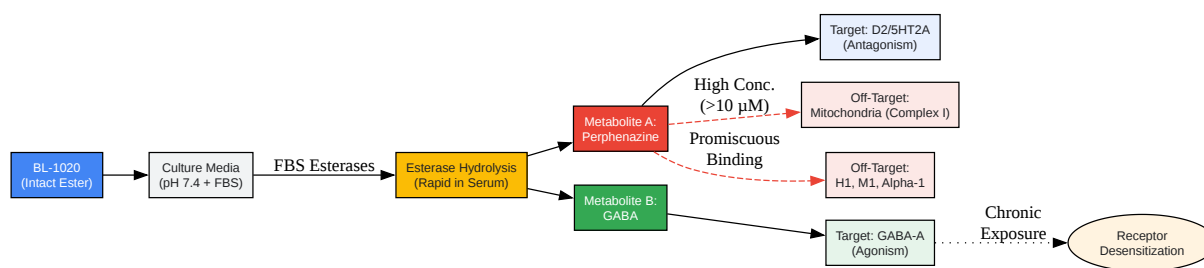 BL-1020
(Intact Ester)
Culture Media
(pH 7.4 + FBS)
FBS Esterases
Esterase Hydrolysis
(Rapid in Serum)
Metabolite A:
Perphenazine
Metabolite B:
GABA
High Conc.
(>10 µM)
Promiscuous
Binding
Target: D2/5HT2A
(Antagonism)
Off-Target:
Mitochondria (Complex I)
Off-Target:
H1, M1, Alpha-1
Target: GABA-A
(Agonism)
Chronic
Exposure
Receptor
Desensitization